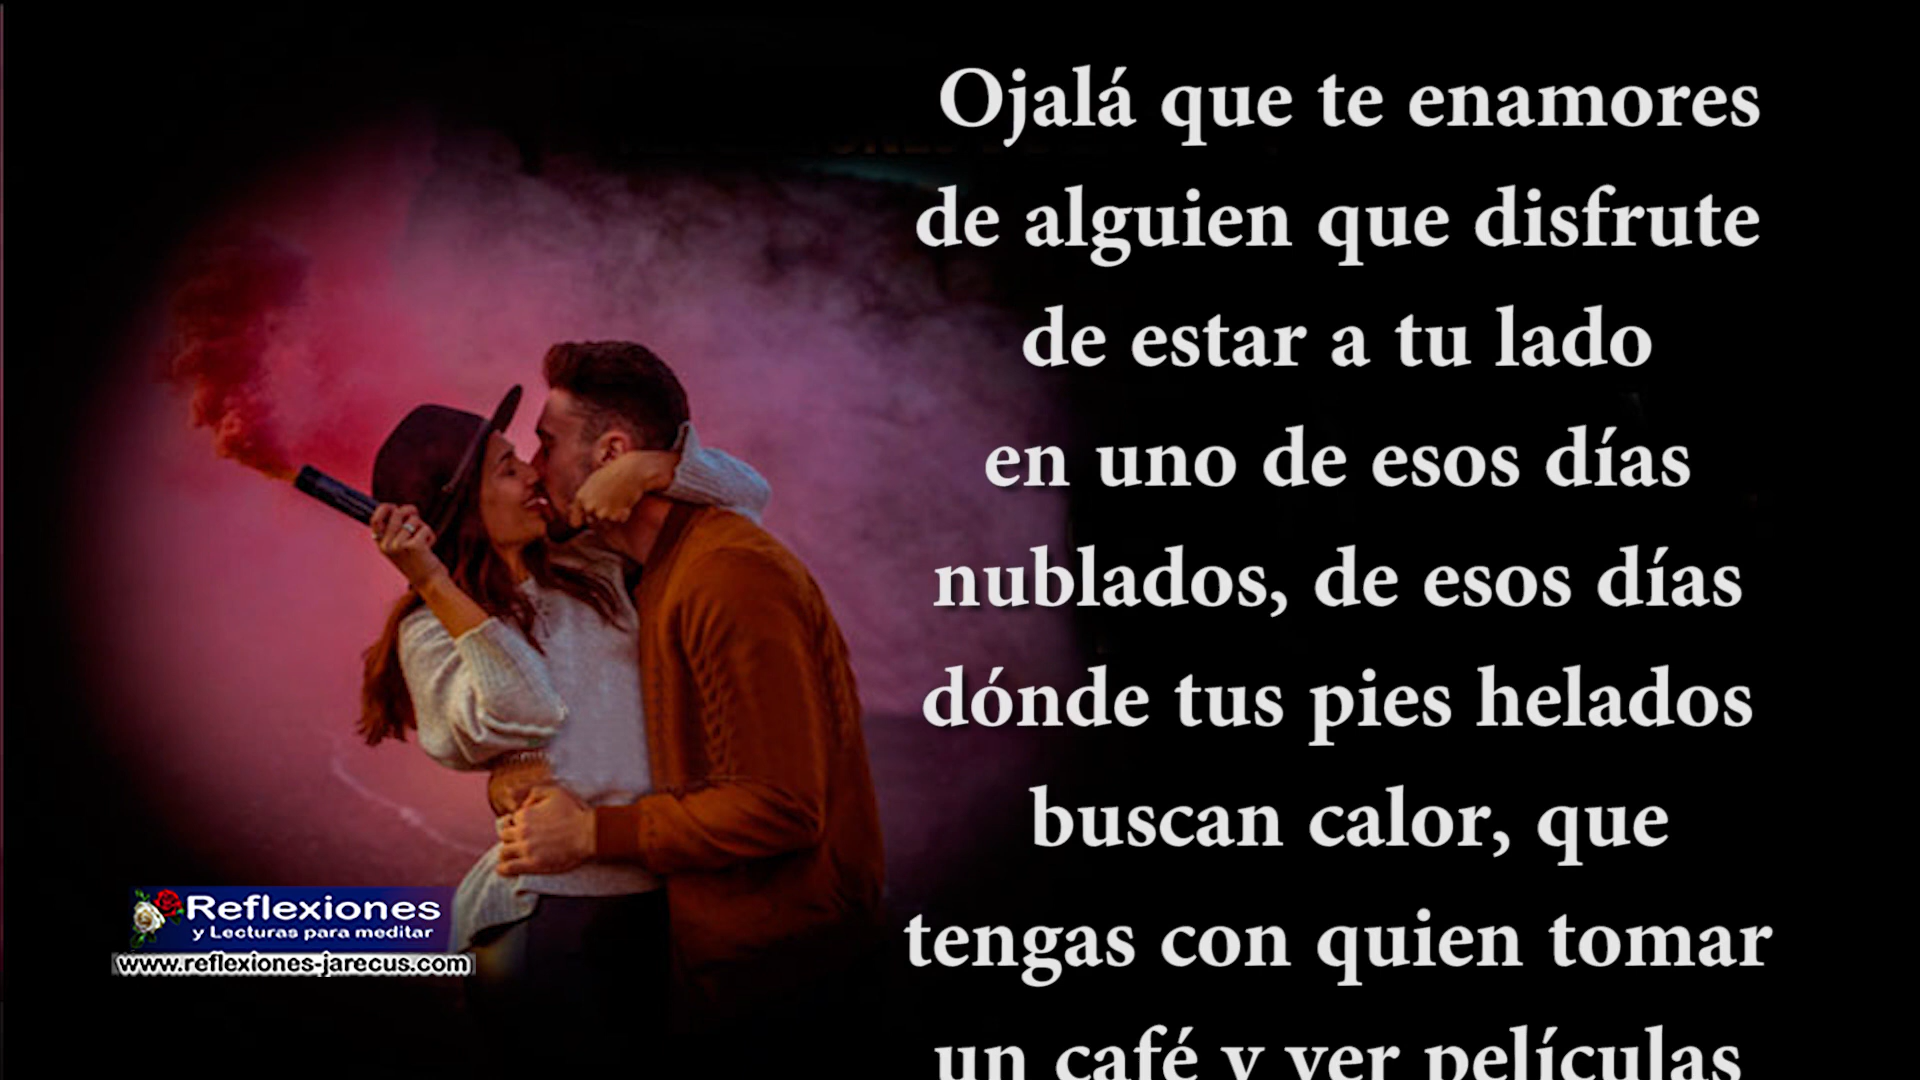 Ojalá que te enamores
de alguien que disfrute
de estar a tu lado
en uno de esos días
nublados, de esos días
dónde tus pies helados
buscan calor, que
tengas con quien tomar
un café y ver películas
Reflexiones
y Lecturas para meditar
www.reflexiones-jarecus.com